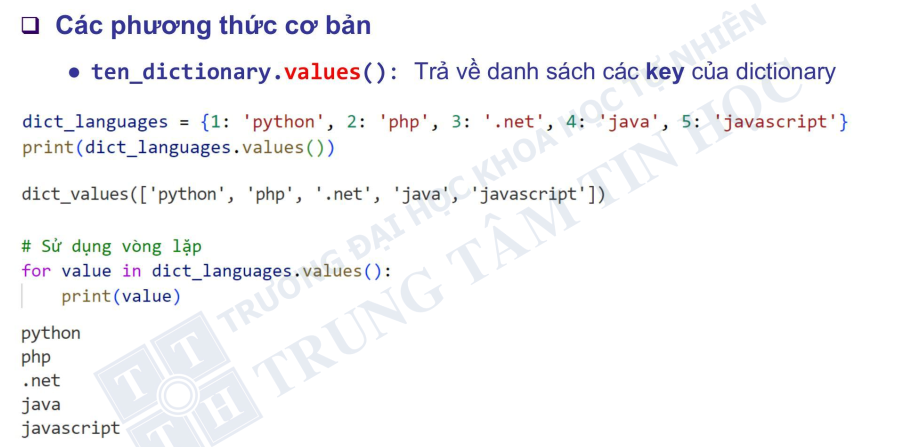 Các phương thức cơ bản
ten_dictionary.values(): Trả về danh sách các key của dictionary
dict_languages = {1: 'python', 2: 'php', 3: '.net', 4: 'java', 5: 'javascript'}
print(dict_languages.values())
dict_values(['python', 'php', '.net', 'java', 'javascript'])
# Sử dụng vòng lặp
for value in dict_languages.values():
    print(value)
python
php
.net
java
javascript
TRƯỜNG ĐẠI HỌC KHOA HỌC TỰ NHIÊN
TRUNG TÂM TIN HỌC
T T
T H